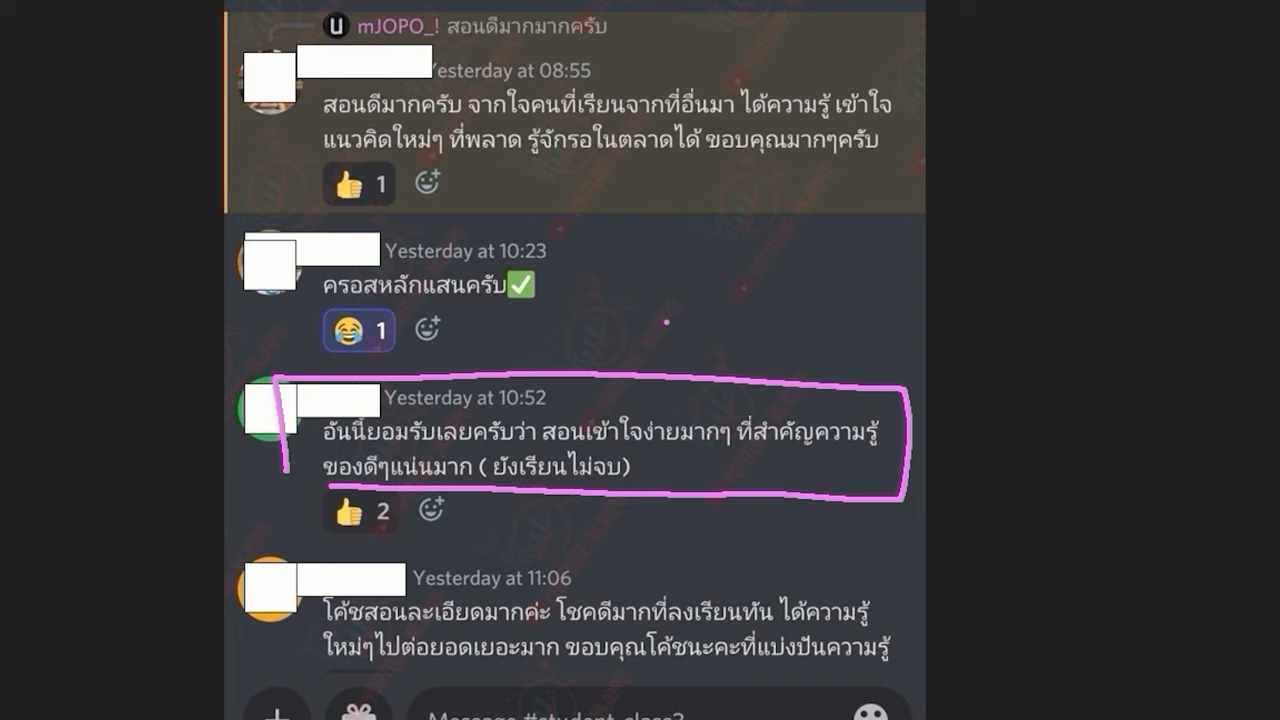 mJOPO_! สอนดีมากมากครับ
Yesterday at 08:55
สอนดีมากครับ จากใจคนที่เรียนจากที่อื่นมา ได้ความรู้ เข้าใจ
แนวคิดใหม่ๆ ที่พลาด รู้จักรอในตลาดได้ ขอบคุณมากๆครับ
1
Yesterday at 10:23
ครอสหลักแสนครับ
1
Yesterday at 10:52
อันนี้ยอมรับเลยครับว่า สอนเข้าใจง่ายมากๆ ที่สำคัญความรู้
ของดีๆแน่นมาก ( ยังเรียนไม่จบ)
2
Yesterday at 11:06
โค้ชสอนละเอียดมากค่ะ โชคดีมากที่ลงเรียนทัน ได้ความรู้
ใหม่ๆไปต่อยอดเยอะมาก ขอบคุณโค้ชนะคะที่แบ่งปันความรู้
Message #student-class3